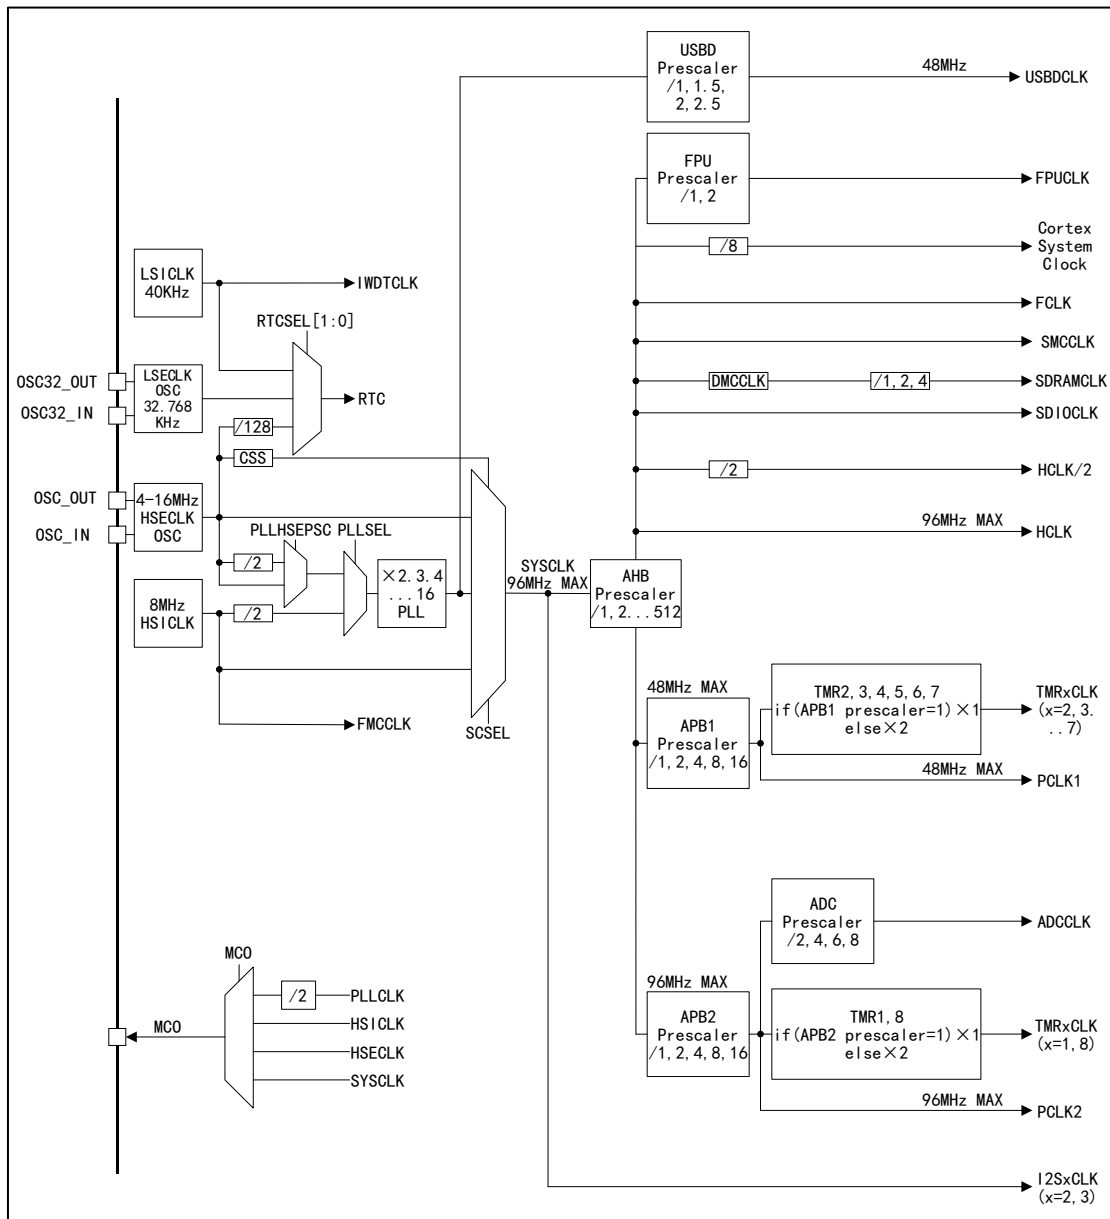 USBD
Prescaler
/1, 1.5,
2, 2.5
48MHz
USBDCLK
FPU
Prescaler
/1, 2
FPUCLK
/8
Cortex
System
Clock
LSICLK
40KHz
IWDTCLK
FCLK
RTCSEL[1:0]
SMCCLK
OSC32_OUT
OSC32_IN
LSECLK
OSC
32.768
KHz
RTC
DMCCLK
/1, 2, 4
SDRAMCLK
SDIOCLK
/128
CSS
/2
HCLK/2
OSC_OUT
OSC_IN
4-16MHz
HSECLK
OSC
96MHz MAX
HCLK
PLLHSEPSC
PLLSEL
/2
×2. 3. 4
...16
PLL
SYSCLK
96MHz MAX
AHB
Prescaler
/1, 2...512
8MHz
HSICLK
/2
FMCCLK
SCSEL
48MHz MAX
APB1
Prescaler
/1, 2, 4, 8, 16
TMR2, 3, 4, 5, 6, 7
if(APB1 prescaler=1)×1
else×2
TMRxCLK
(x=2, 3.
..7)
48MHz MAX
PCLK1
ADC
Prescaler
/2, 4, 6, 8
ADCCLK
MCO
/2
PLLCLK
HSICLK
HSECLK
SYSCLK
MCO
96MHz MAX
APB2
Prescaler
/1, 2, 4, 8, 16
TMR1, 8
if(APB2 prescaler=1)×1
else×2
TMRxCLK
(x=1, 8)
96MHz MAX
PCLK2
I2SxCLK
(x=2, 3)